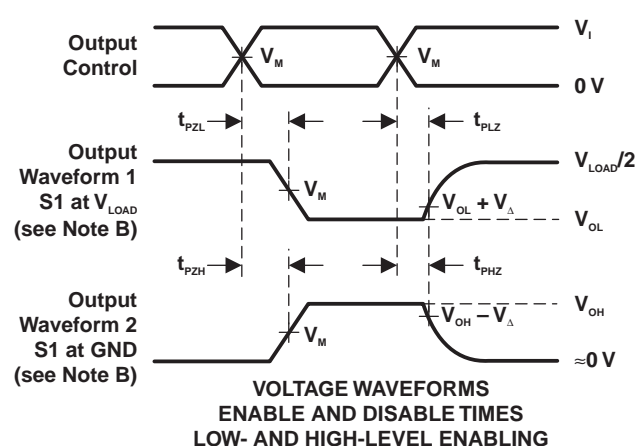 Output
Control
V_I
V_M
V_M
0 V
t_PZL
t_PLZ
Output
Waveform 1
S1 at V_LOAD
(see Note B)
V_LOAD/2
V_M
V_OL + V_Δ
V_OL
t_PZH
t_PHZ
Output
Waveform 2
S1 at GND
(see Note B)
V_OH
V_M
V_OH − V_Δ
≈0 V
VOLTAGE WAVEFORMS
ENABLE AND DISABLE TIMES
LOW- AND HIGH-LEVEL ENABLING